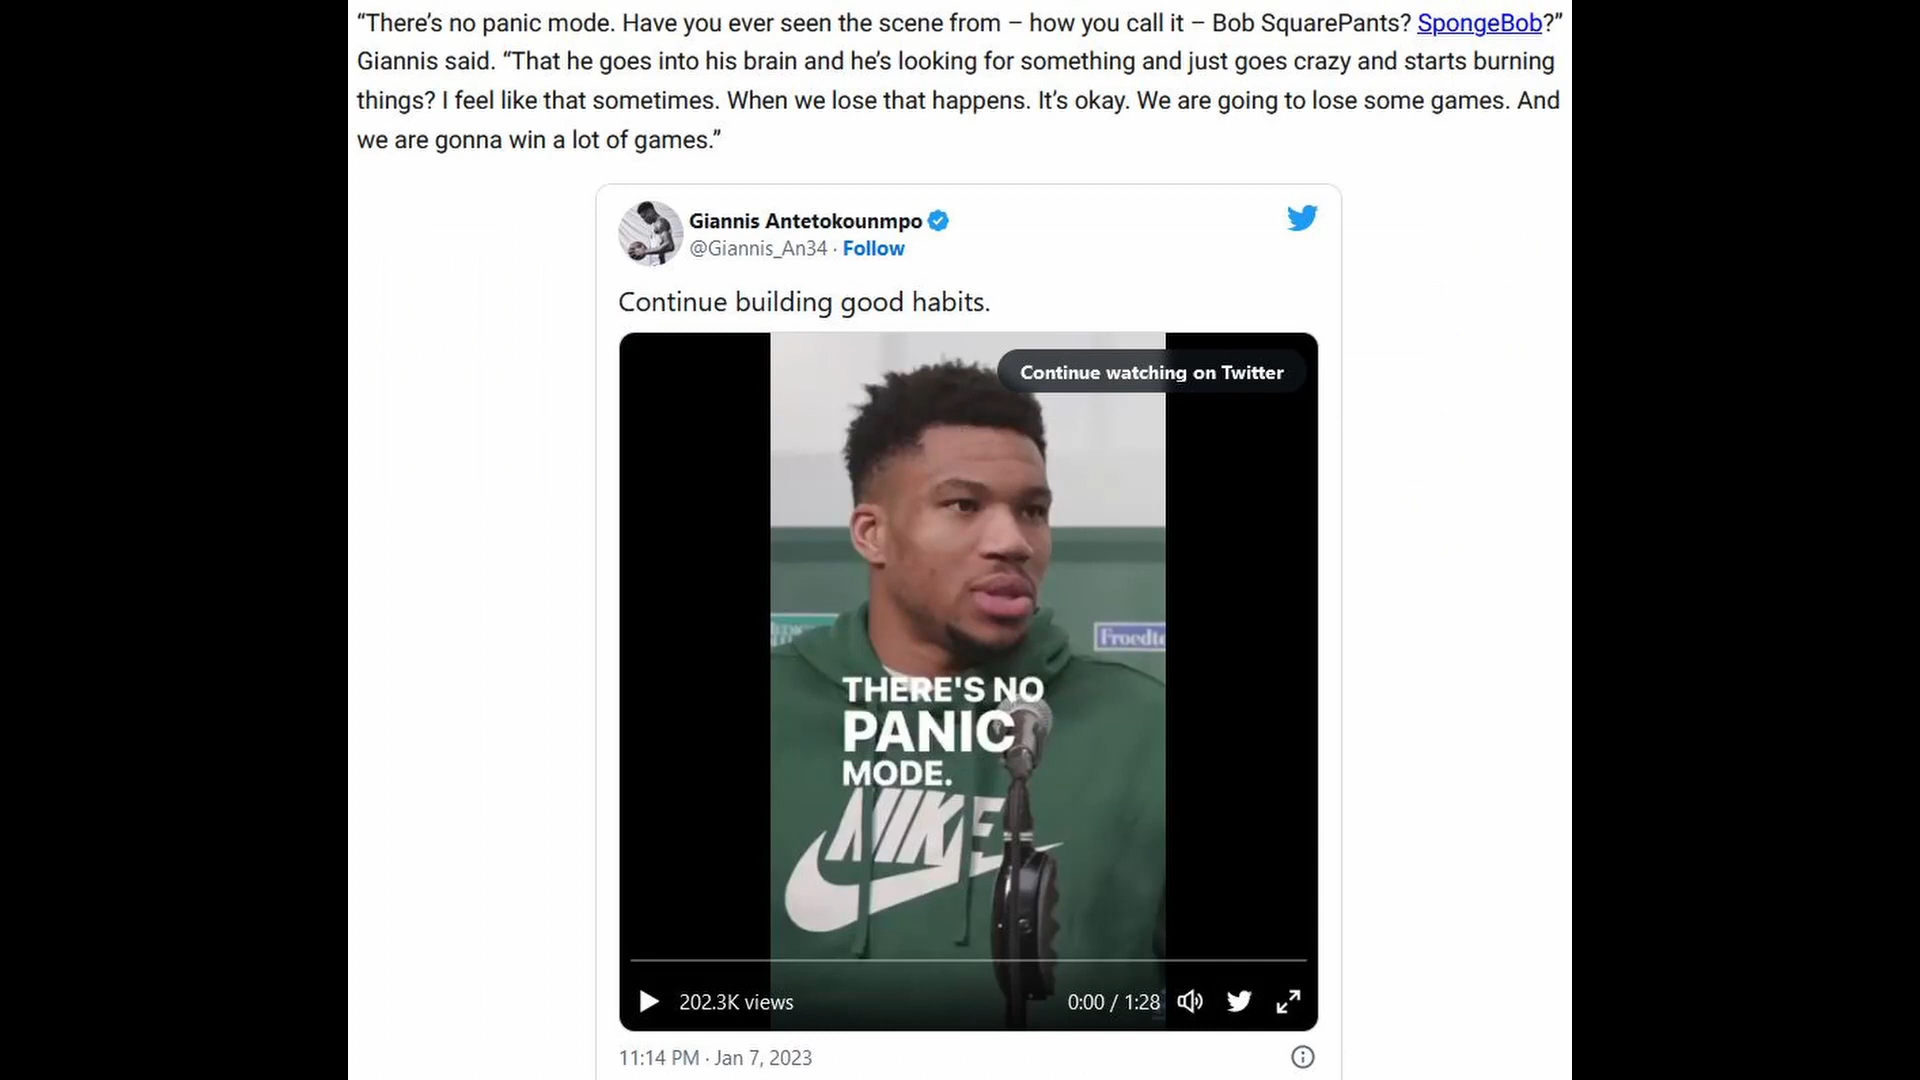 “There’s no panic mode. Have you ever seen the scene from – how you call it – Bob SquarePants? SpongeBob?”
Giannis said. “That he goes into his brain and he’s looking for something and just goes crazy and starts burning
things? I feel like that sometimes. When we lose that happens. It’s okay. We are going to lose some games. And
we are gonna win a lot of games.”
Giannis Antetokounmpo
@Giannis_An34 · Follow
Continue building good habits.
Continue watching on Twitter
Froedte
THERE'S NO
PANIC
MODE.
NIKE
202.3K views
0:00 / 1:28
11:14 PM · Jan 7, 2023